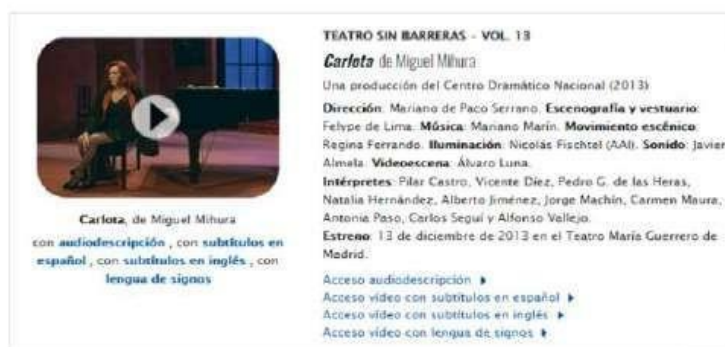 TEATRO SIN BARRERAS - VOL. 13
Carlota de Miguel Mihura
Una producción del Centro Dramático Nacional (2013)
Dirección: Mariano de Paco Serrano. Escenografía y vestuario:
Felype de Lima. Música: Mariano Marín. Movimiento escénico:
Regina Ferrando. Iluminación: Nicolás Fischtel (AAI). Sonido: Javier
Almela. Videoescena: Álvaro Luna.
Intérpretes: Pilar Castro, Vicente Díez, Pedro G. de las Heras,
Natalia Hernández, Alberto Jiménez, Jorge Machín, Carmen Maura,
Antonia Paso, Carlos Seguí y Alfonso Vallejo.
Estreno: 13 de diciembre de 2013 en el Teatro María Guerrero de
Madrid.
Acceso audiodescripción
Acceso vídeo con subtítulos en español
Acceso vídeo con subtítulos en inglés
Acceso vídeo con lengua de signos
Carlota, de Miguel Mihura
con audiodescripción , con subtítulos en
español , con subtítulos en inglés , con
lengua de signos